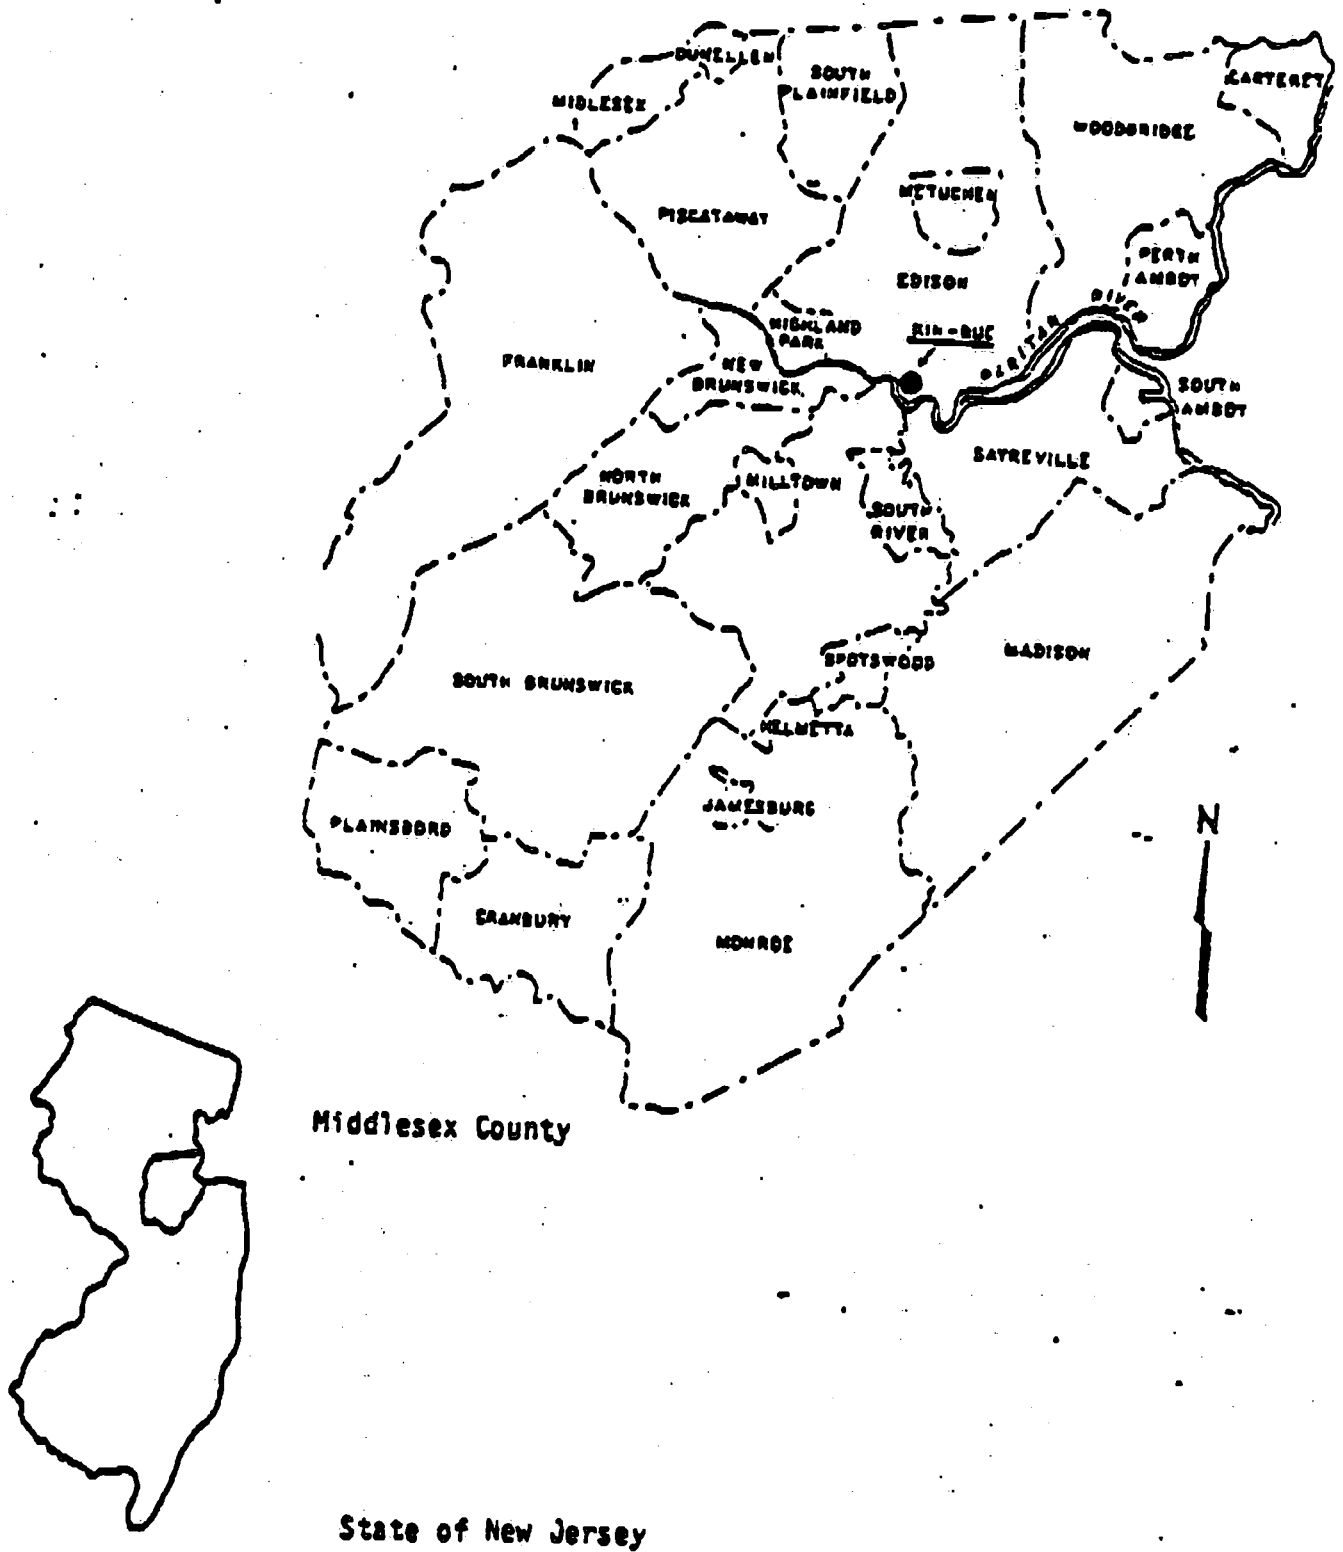 DUNELLEN
SOUTH
PLAINFIELD
CARTERET
MIDLESEX
WOODBRIDGE
METUCHEN
PISCATAWAY
PERTH
AMBOY
EDISON
RARITAN RIVER
HIGHLAND
PARK
KIN-BUC
FRANKLIN
NEW
BRUNSWICK
SOUTH
AMBOY
SAYREVILLE
NORTH
BRUNSWICK
MILLTOWN
SOUTH
RIVER
SPOTSWOOD
MADISON
SOUTH BRUNSWICK
HELMETTA
JAMESBURG
PLAINSBORO
N
CRANBURY
MONROE
Middlesex County
State of New Jersey